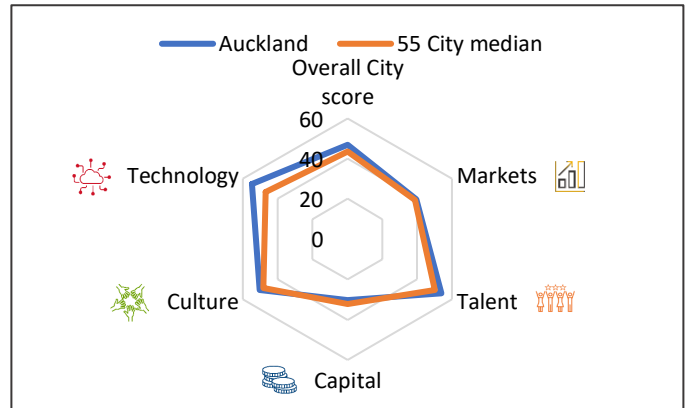 Auckland 55 City median
Overall City
score
60
40
20
0
Technology
Markets
Culture
Talent
Capital